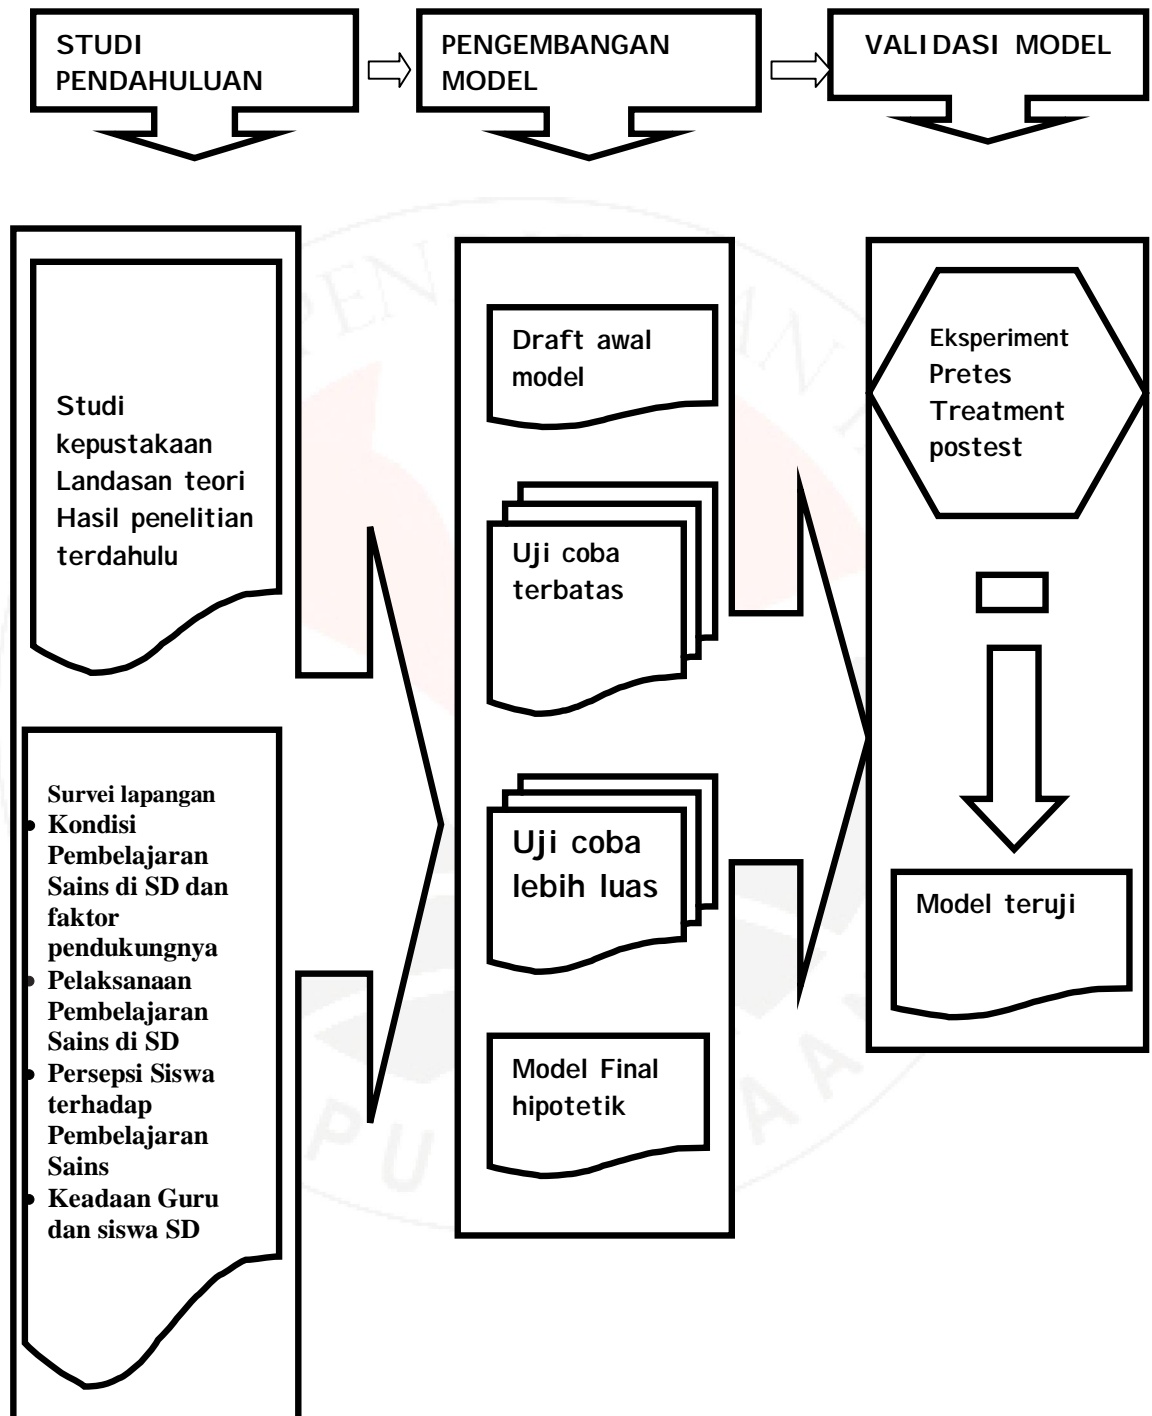 STUDI
PENDAHULUAN
PENGEMBANGAN
MODEL
VALIDASI MODEL
Studi
kepustakaan
Landasan teori
Hasil penelitian
terdahulu
Survei lapangan
• Kondisi
Pembelajaran
Sains di SD dan
faktor
pendukungnya
• Pelaksanaan
Pembelajaran
Sains di SD
• Persepsi Siswa
terhadap
Pembelajaran
Sains
• Keadaan Guru
dan siswa SD
Draft awal
model
Uji coba
terbatas
Uji coba
lebih luas
Model Final
hipotetik
Eksperiment
Pretes
Treatment
postest
Model teruji